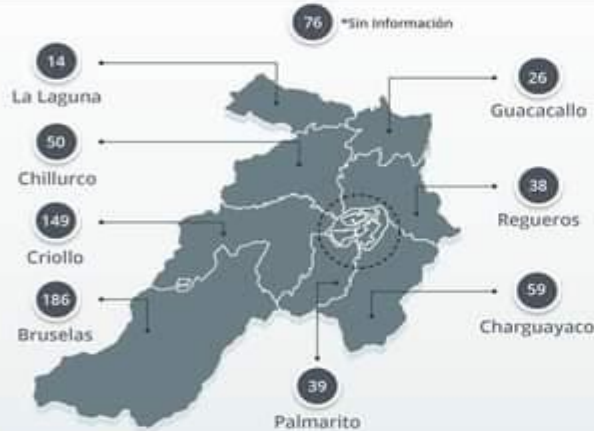 76 *Sin Información
14
La Laguna
26
Guacacallo
50
Chillurco
38
Regueros
149
Criollo
186
Bruselas
59
Charguayaco
39
Palmarito